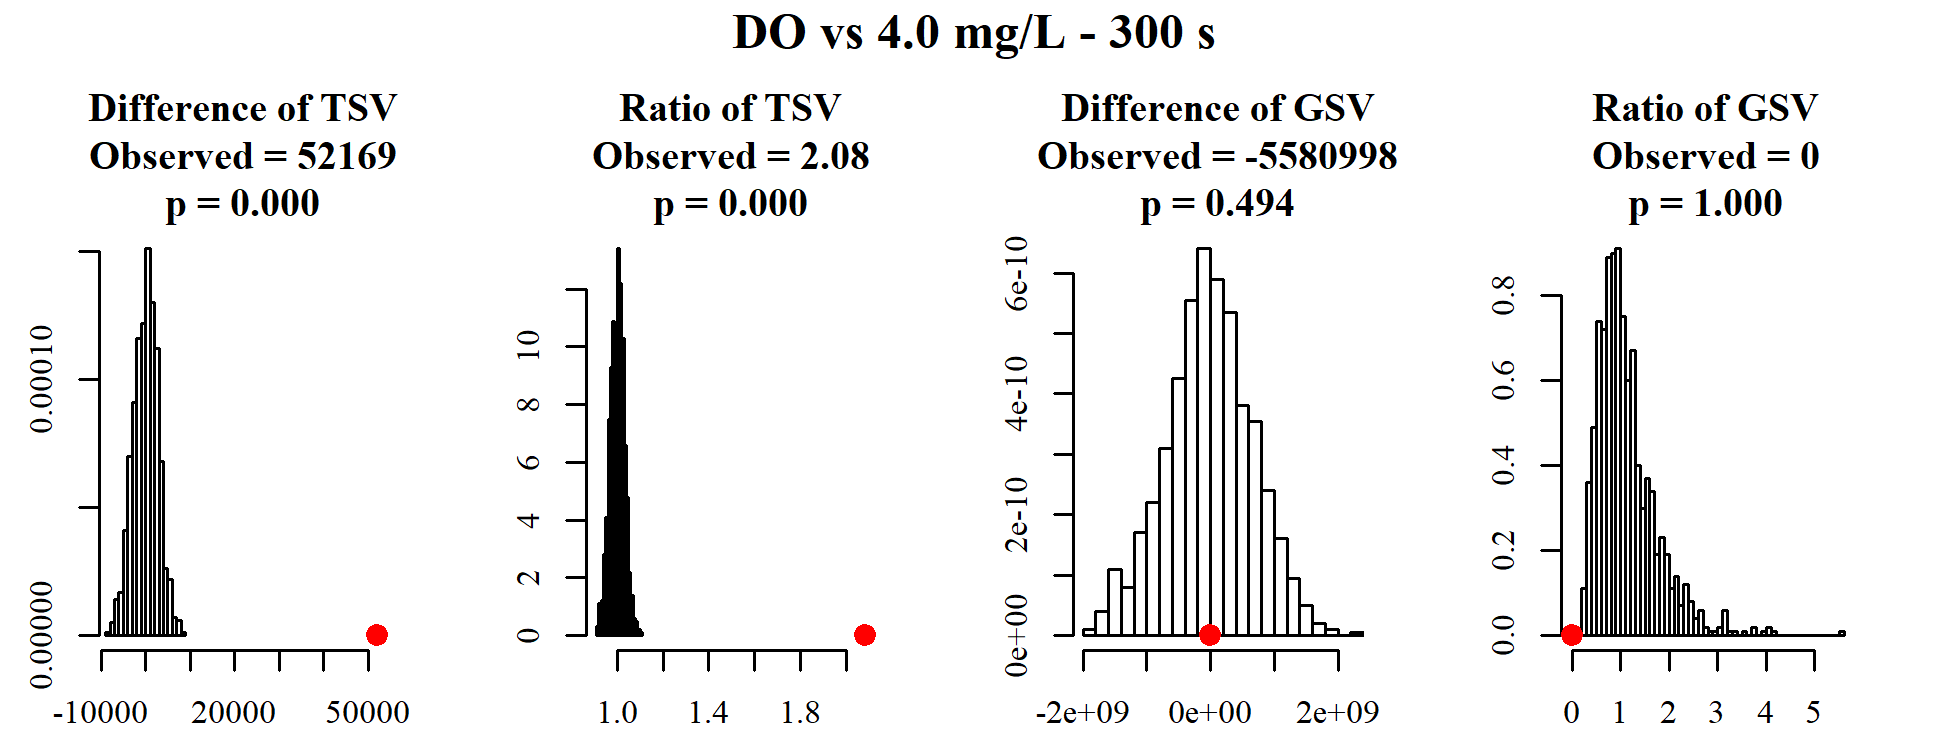 DO vs 4.0 mg/L - 300 s
Difference of TSV
Observed = 52169
p = 0.000
0.00000
0.00010
-10000
20000
50000
Ratio of TSV
Observed = 2.08
p = 0.000
0
2
4
6
8
10
1.0
1.4
1.8
Difference of GSV
Observed = -5580998
p = 0.494
0e+00
2e-10
4e-10
6e-10
-2e+09
0e+00
2e+09
Ratio of GSV
Observed = 0
p = 1.000
0.0
0.2
0.4
0.6
0.8
0
1
2
3
4
5